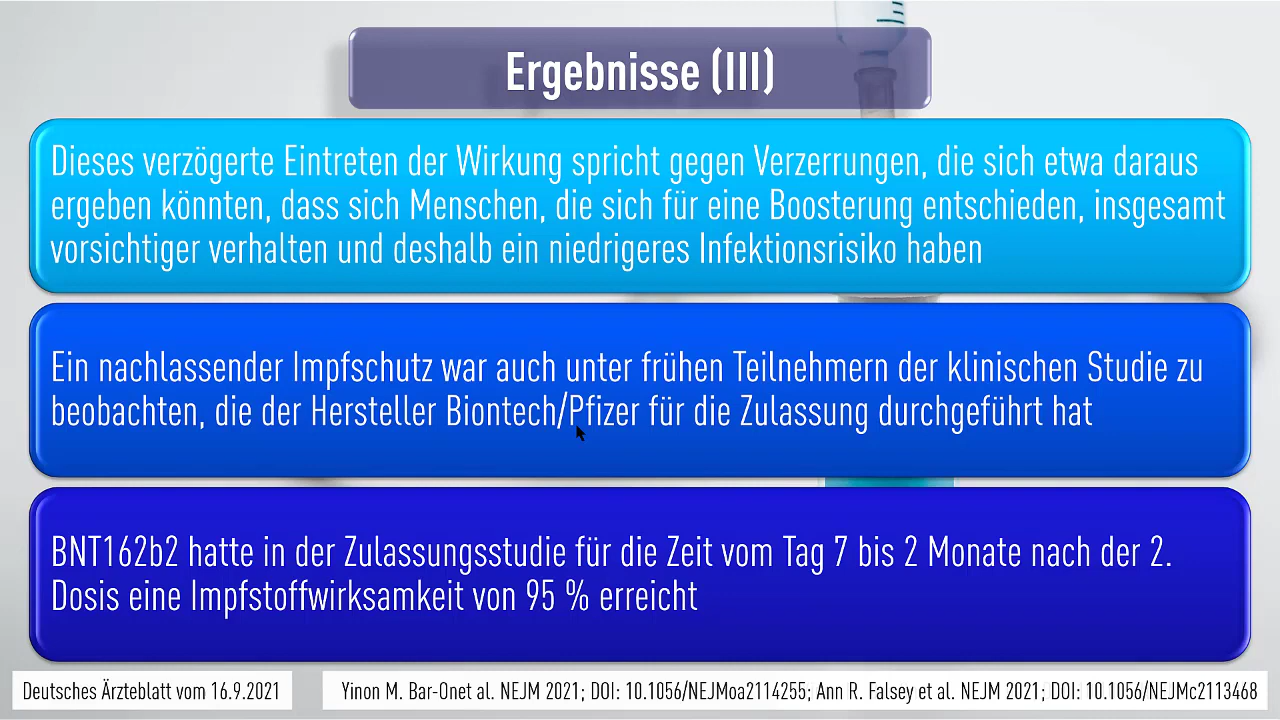 Ergebnisse (III)
Dieses verzögerte Eintreten der Wirkung spricht gegen Verzerrungen, die sich etwa daraus
ergeben könnten, dass sich Menschen, die sich für eine Boosterung entschieden, insgesamt
vorsichtiger verhalten und deshalb ein niedrigeres Infektionsrisiko haben
Ein nachlassender Impfschutz war auch unter frühen Teilnehmern der klinischen Studie zu
beobachten, die der Hersteller Biontech/Pfizer für die Zulassung durchgeführt hat
BNT162b2 hatte in der Zulassungsstudie für die Zeit vom Tag 7 bis 2 Monate nach der 2.
Dosis eine Impfstoffwirksamkeit von 95 % erreicht
Deutsches Ärzteblatt vom 16.9.2021
Yinon M. Bar-Onet al. NEJM 2021; DOI: 10.1056/NEJMoa2114255; Ann R. Falsey et al. NEJM 2021; DOI: 10.1056/NEJMc2113468